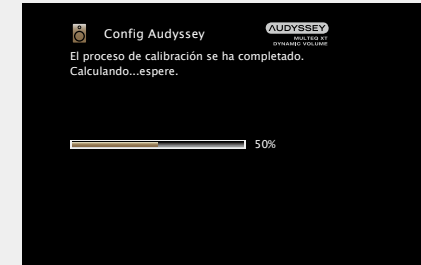 Config Audyssey
AUDYSSEY
MULTEQ XT
DYNAMIC VOLUME
El proceso de calibración se ha completado.
Calculando...espere.
50%